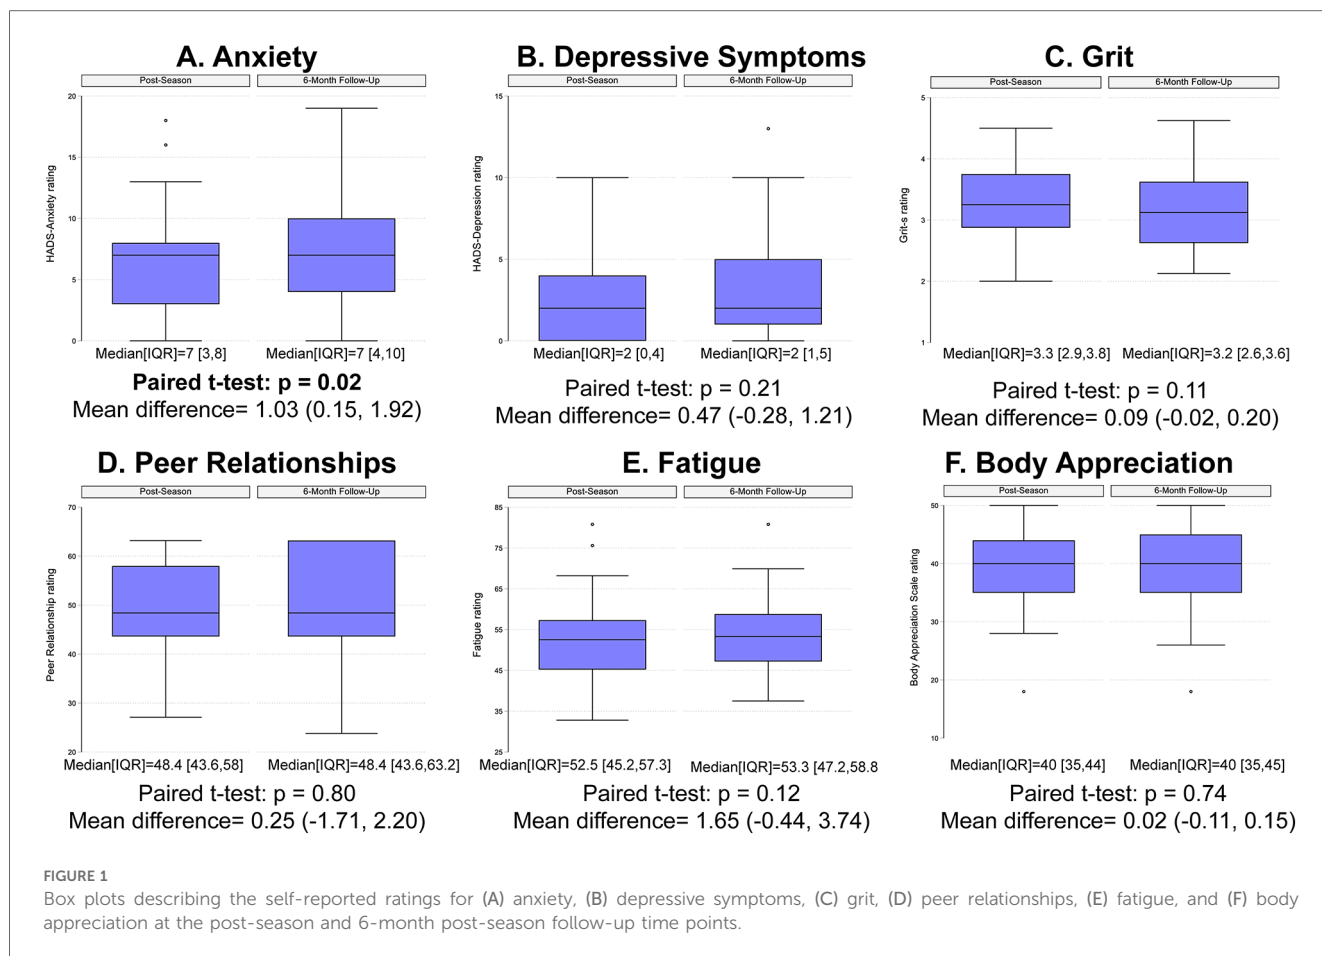 A. Anxiety
Post-Season
6-Month Follow-Up
HADS-Anxiety rating
20
15
10
5
0
Median[IQR]=7 [3,8]
Median[IQR]=7 [4,10]
Paired t-test: p = 0.02
Mean difference= 1.03 (0.15, 1.92)
B. Depressive Symptoms
Post-Season
6-Month Follow-Up
HADS-Depression rating
15
10
5
0
Median[IQR]=2 [0,4]
Median[IQR]=2 [1,5]
Paired t-test: p = 0.21
Mean difference= 0.47 (-0.28, 1.21)
C. Grit
Post-Season
6-Month Follow-Up
Grit-s rating
5
4
3
2
1
Median[IQR]=3.3 [2.9,3.8]
Median[IQR]=3.2 [2.6,3.6]
Paired t-test: p = 0.11
Mean difference= 0.09 (-0.02, 0.20)
D. Peer Relationships
Post-Season
6-Month Follow-Up
Peer Relationship rating
70
60
50
40
30
20
Median[IQR]=48.4 [43.6,58]
Median[IQR]=48.4 [43.6,63.2]
Paired t-test: p = 0.80
Mean difference= 0.25 (-1.71, 2.20)
E. Fatigue
Post-Season
6-Month Follow-Up
Fatigue rating
85
75
65
55
45
35
25
Median[IQR]=52.5 [45.2,57.3]
Median[IQR]=53.3 [47.2,58.8
Paired t-test: p = 0.12
Mean difference= 1.65 (-0.44, 3.74)
F. Body Appreciation
Post-Season
6-Month Follow-Up
Body Appreciation Scale rating
50
40
30
20
10
Median[IQR]=40 [35,44]
Median[IQR]=40 [35,45]
Paired t-test: p = 0.74
Mean difference= 0.02 (-0.11, 0.15)
FIGURE 1
Box plots describing the self-reported ratings for (A) anxiety, (B) depressive symptoms, (C) grit, (D) peer relationships, (E) fatigue, and (F) body
appreciation at the post-season and 6-month post-season follow-up time points.